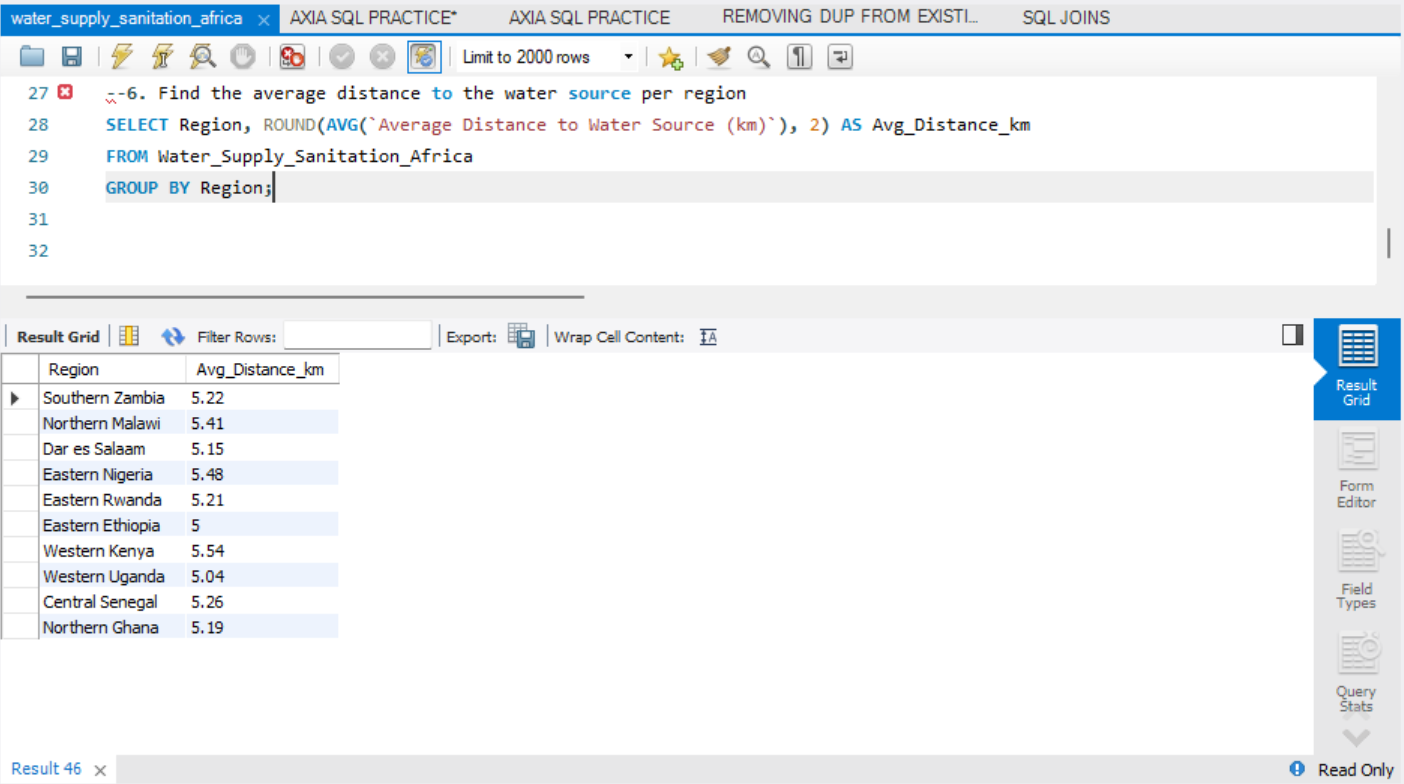 water_supply_sanitation_africa AXIA SQL PRACTICE* AXIA SQL PRACTICE REMOVING DUP FROM EXISTI... SQL JOINS
Limit to 2000 rows
27 --6. Find the average distance to the water source per region
28 SELECT Region, ROUND(AVG(`Average Distance to Water Source (km)`), 2) AS Avg_Distance_km
29 FROM Water_Supply_Sanitation_Africa
30 GROUP BY Region;
31
32
Result Grid Filter Rows: Export: Wrap Cell Content:
Region Avg_Distance_km
Southern Zambia 5.22
Northern Malawi 5.41
Dar es Salaam 5.15
Eastern Nigeria 5.48
Eastern Rwanda 5.21
Eastern Ethiopia 5
Western Kenya 5.54
Western Uganda 5.04
Central Senegal 5.26
Northern Ghana 5.19
Result
Grid
Form
Editor
Field
Types
Query
Stats
Result 46 Read Only